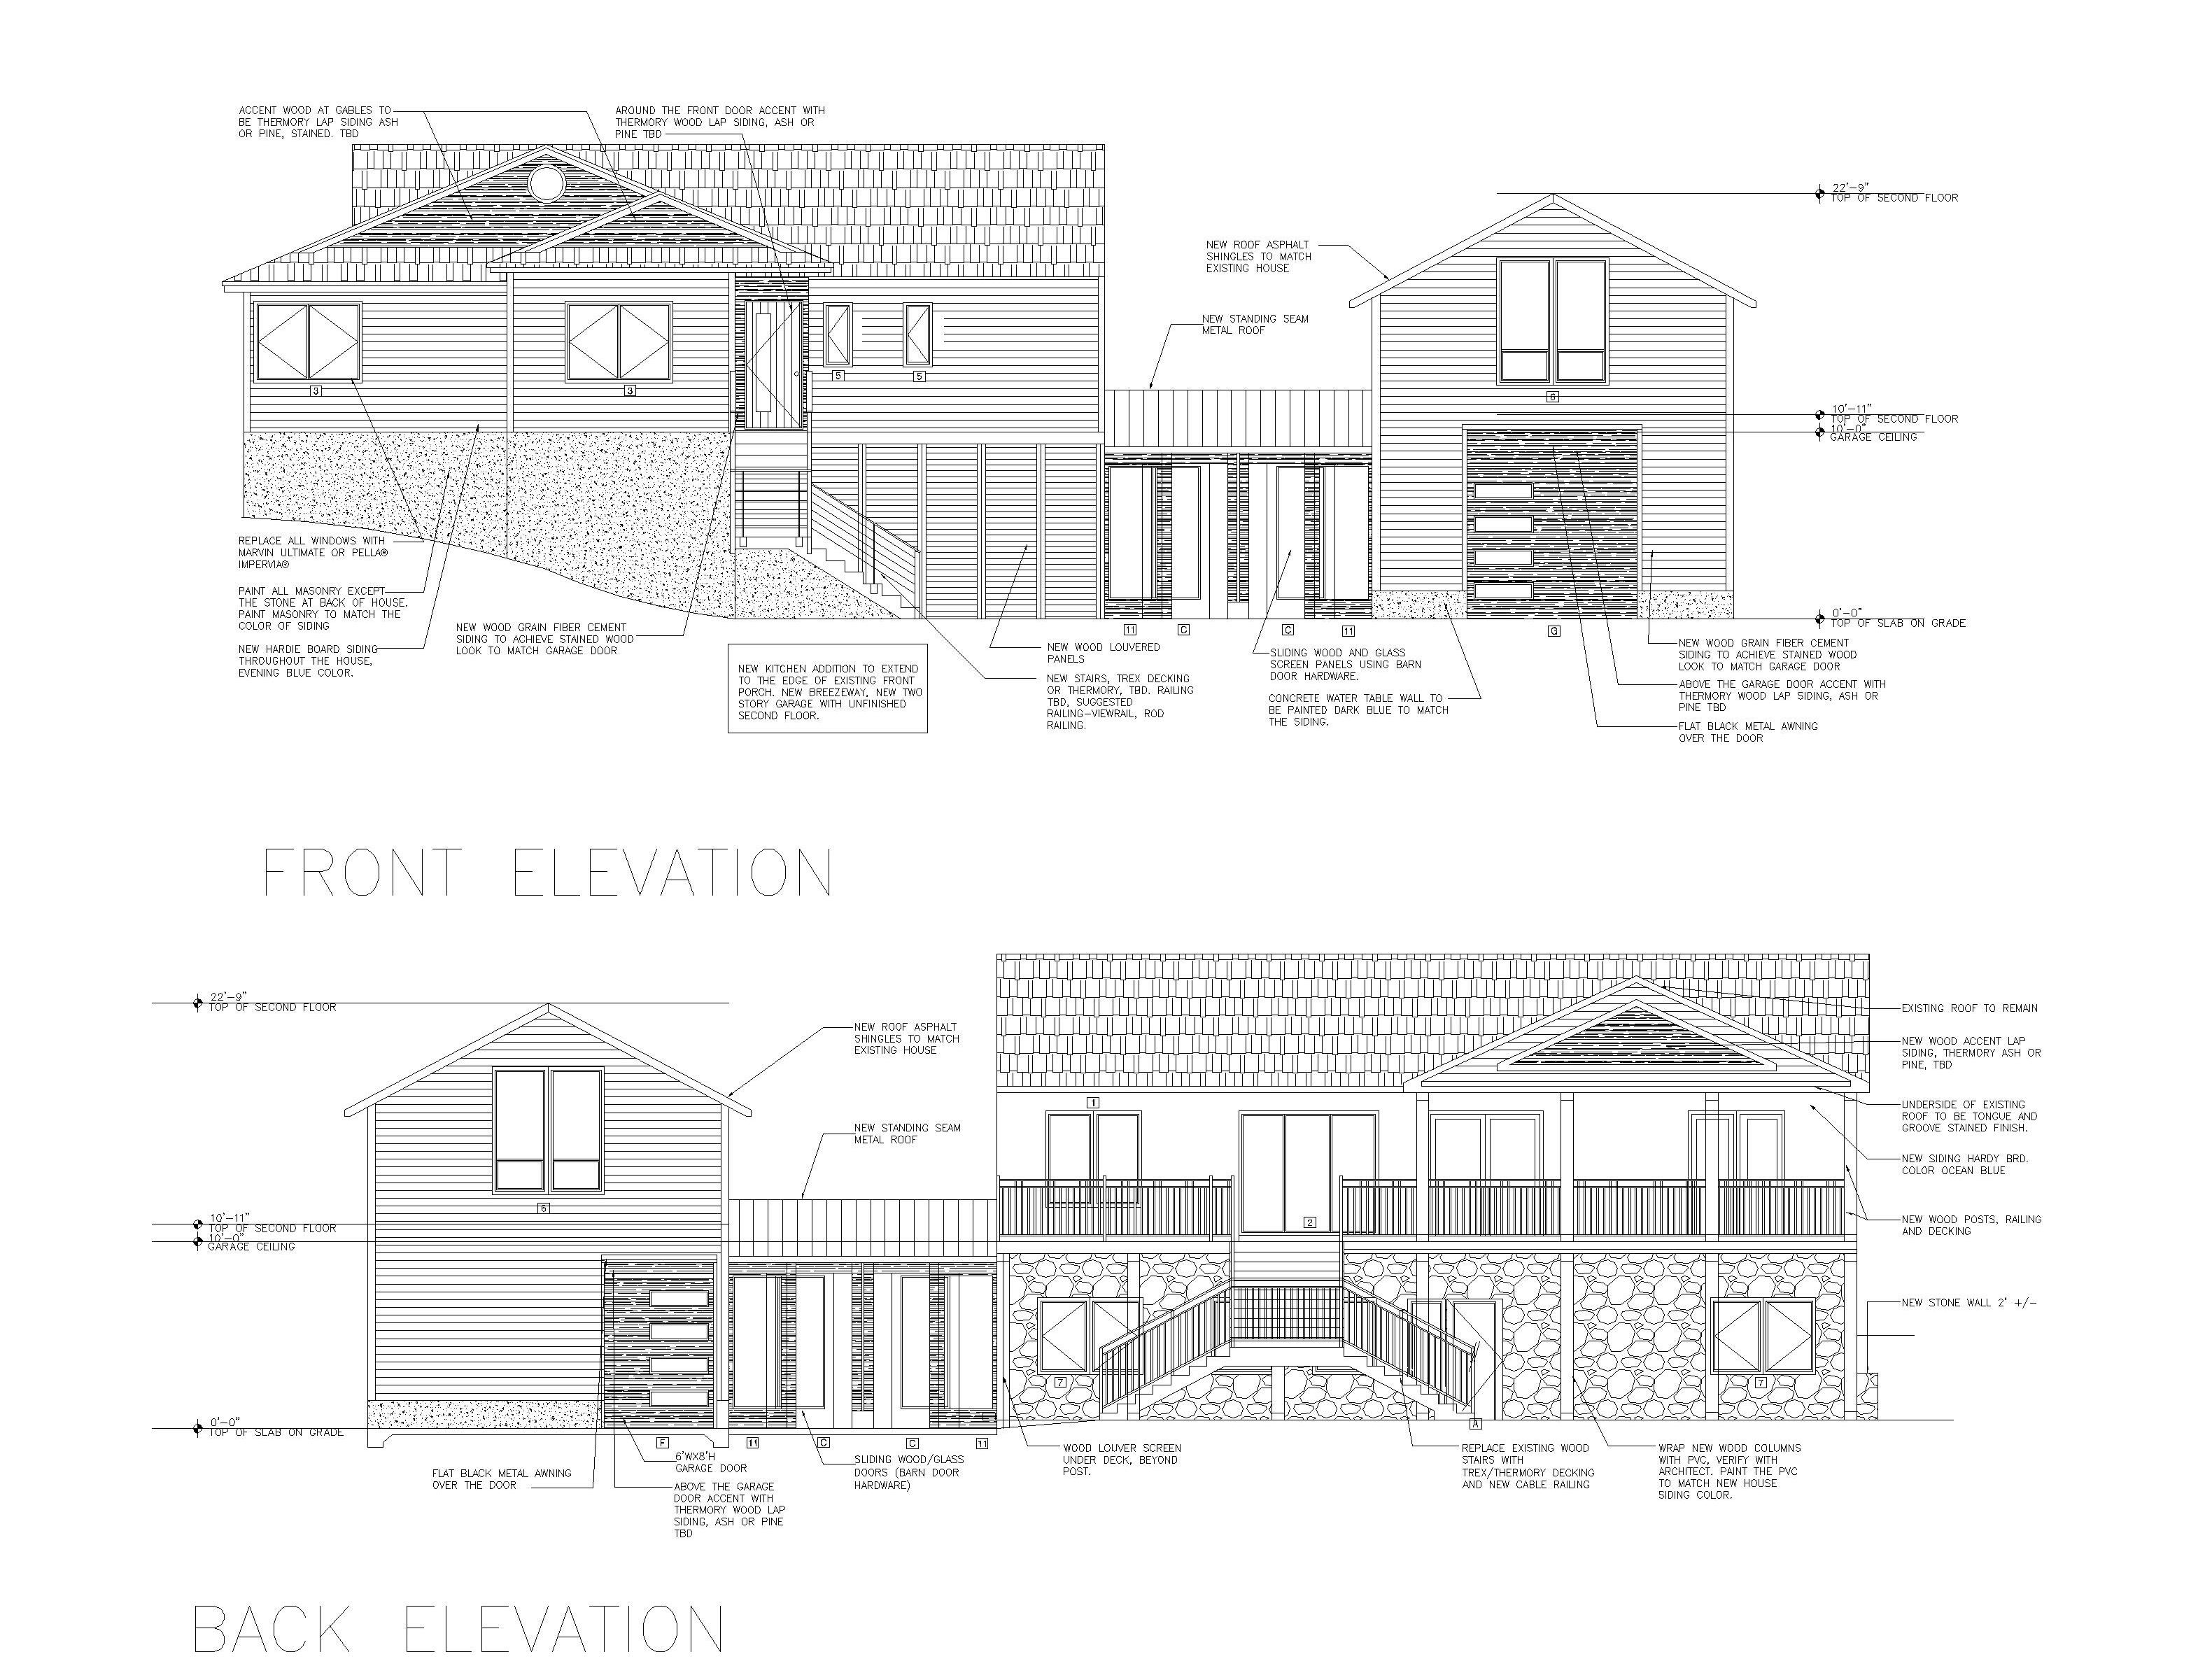 ACCENT WOOD AT GABLES TO
BE THERMORY LAP SIDING ASH
OR PINE, STAINED. TBD
AROUND THE FRONT DOOR ACCENT WITH
THERMORY WOOD LAP SIDING, ASH OR
PINE TBD
22'-9"
TOP OF SECOND FLOOR
NEW ROOF ASPHALT
SHINGLES TO MATCH
EXISTING HOUSE
NEW STANDING SEAM
METAL ROOF
3
3
5
5
6
10'-11"
TOP OF SECOND FLOOR
10'-0"
GARAGE CEILING
REPLACE ALL WINDOWS WITH
MARVIN ULTIMATE OR PELLA®
IMPERVIA®
PAINT ALL MASONRY EXCEPT
THE STONE AT BACK OF HOUSE.
PAINT MASONRY TO MATCH THE
COLOR OF SIDING
NEW HARDIE BOARD SIDING
THROUGHOUT THE HOUSE,
EVENING BLUE COLOR.
NEW WOOD GRAIN FIBER CEMENT
SIDING TO ACHIEVE STAINED WOOD
LOOK TO MATCH GARAGE DOOR
NEW KITCHEN ADDITION TO EXTEND
TO THE EDGE OF EXISTING FRONT
PORCH. NEW BREEZEWAY, NEW TWO
STORY GARAGE WITH UNFINISHED
SECOND FLOOR.
11
C
C
11
G
0'-0"
TOP OF SLAB ON GRADE
NEW WOOD LOUVERED
PANELS
NEW STAIRS, TREX DECKING
OR THERMORY, TBD. RAILING
TBD, SUGGESTED
RAILING-VIEWRAIL, ROD
RAILING.
SLIDING WOOD AND GLASS
SCREEN PANELS USING BARN
DOOR HARDWARE.
CONCRETE WATER TABLE WALL TO
BE PAINTED DARK BLUE TO MATCH
THE SIDING.
NEW WOOD GRAIN FIBER CEMENT
SIDING TO ACHIEVE STAINED WOOD
LOOK TO MATCH GARAGE DOOR
ABOVE THE GARAGE DOOR ACCENT WITH
THERMORY WOOD LAP SIDING, ASH OR
PINE TBD
FLAT BLACK METAL AWNING
OVER THE DOOR
FRONT ELEVATION
22'-9"
TOP OF SECOND FLOOR
NEW ROOF ASPHALT
SHINGLES TO MATCH
EXISTING HOUSE
NEW STANDING SEAM
METAL ROOF
EXISTING ROOF TO REMAIN
NEW WOOD ACCENT LAP
SIDING, THERMORY ASH OR
PINE, TBD
UNDERSIDE OF EXISTING
ROOF TO BE TONGUE AND
GROOVE STAINED FINISH.
NEW SIDING HARDY BRD.
COLOR OCEAN BLUE
NEW WOOD POSTS, RAILING
AND DECKING
NEW STONE WALL 2' +/-
1
2
6
10'-11"
TOP OF SECOND FLOOR
10'-0"
GARAGE CEILING
7
7
A
0'-0"
TOP OF SLAB ON GRADE
F
11
C
C
11
FLAT BLACK METAL AWNING
OVER THE DOOR
6'WX8'H
GARAGE DOOR
ABOVE THE GARAGE
DOOR ACCENT WITH
THERMORY WOOD LAP
SIDING, ASH OR PINE
TBD
SLIDING WOOD/GLASS
DOORS (BARN DOOR
HARDWARE)
WOOD LOUVER SCREEN
UNDER DECK, BEYOND
POST.
REPLACE EXISTING WOOD
STAIRS WITH
TREX/THERMORY DECKING
AND NEW CABLE RAILING
WRAP NEW WOOD COLUMNS
WITH PVC, VERIFY WITH
ARCHITECT. PAINT THE PVC
TO MATCH NEW HOUSE
SIDING COLOR.
BACK ELEVATION